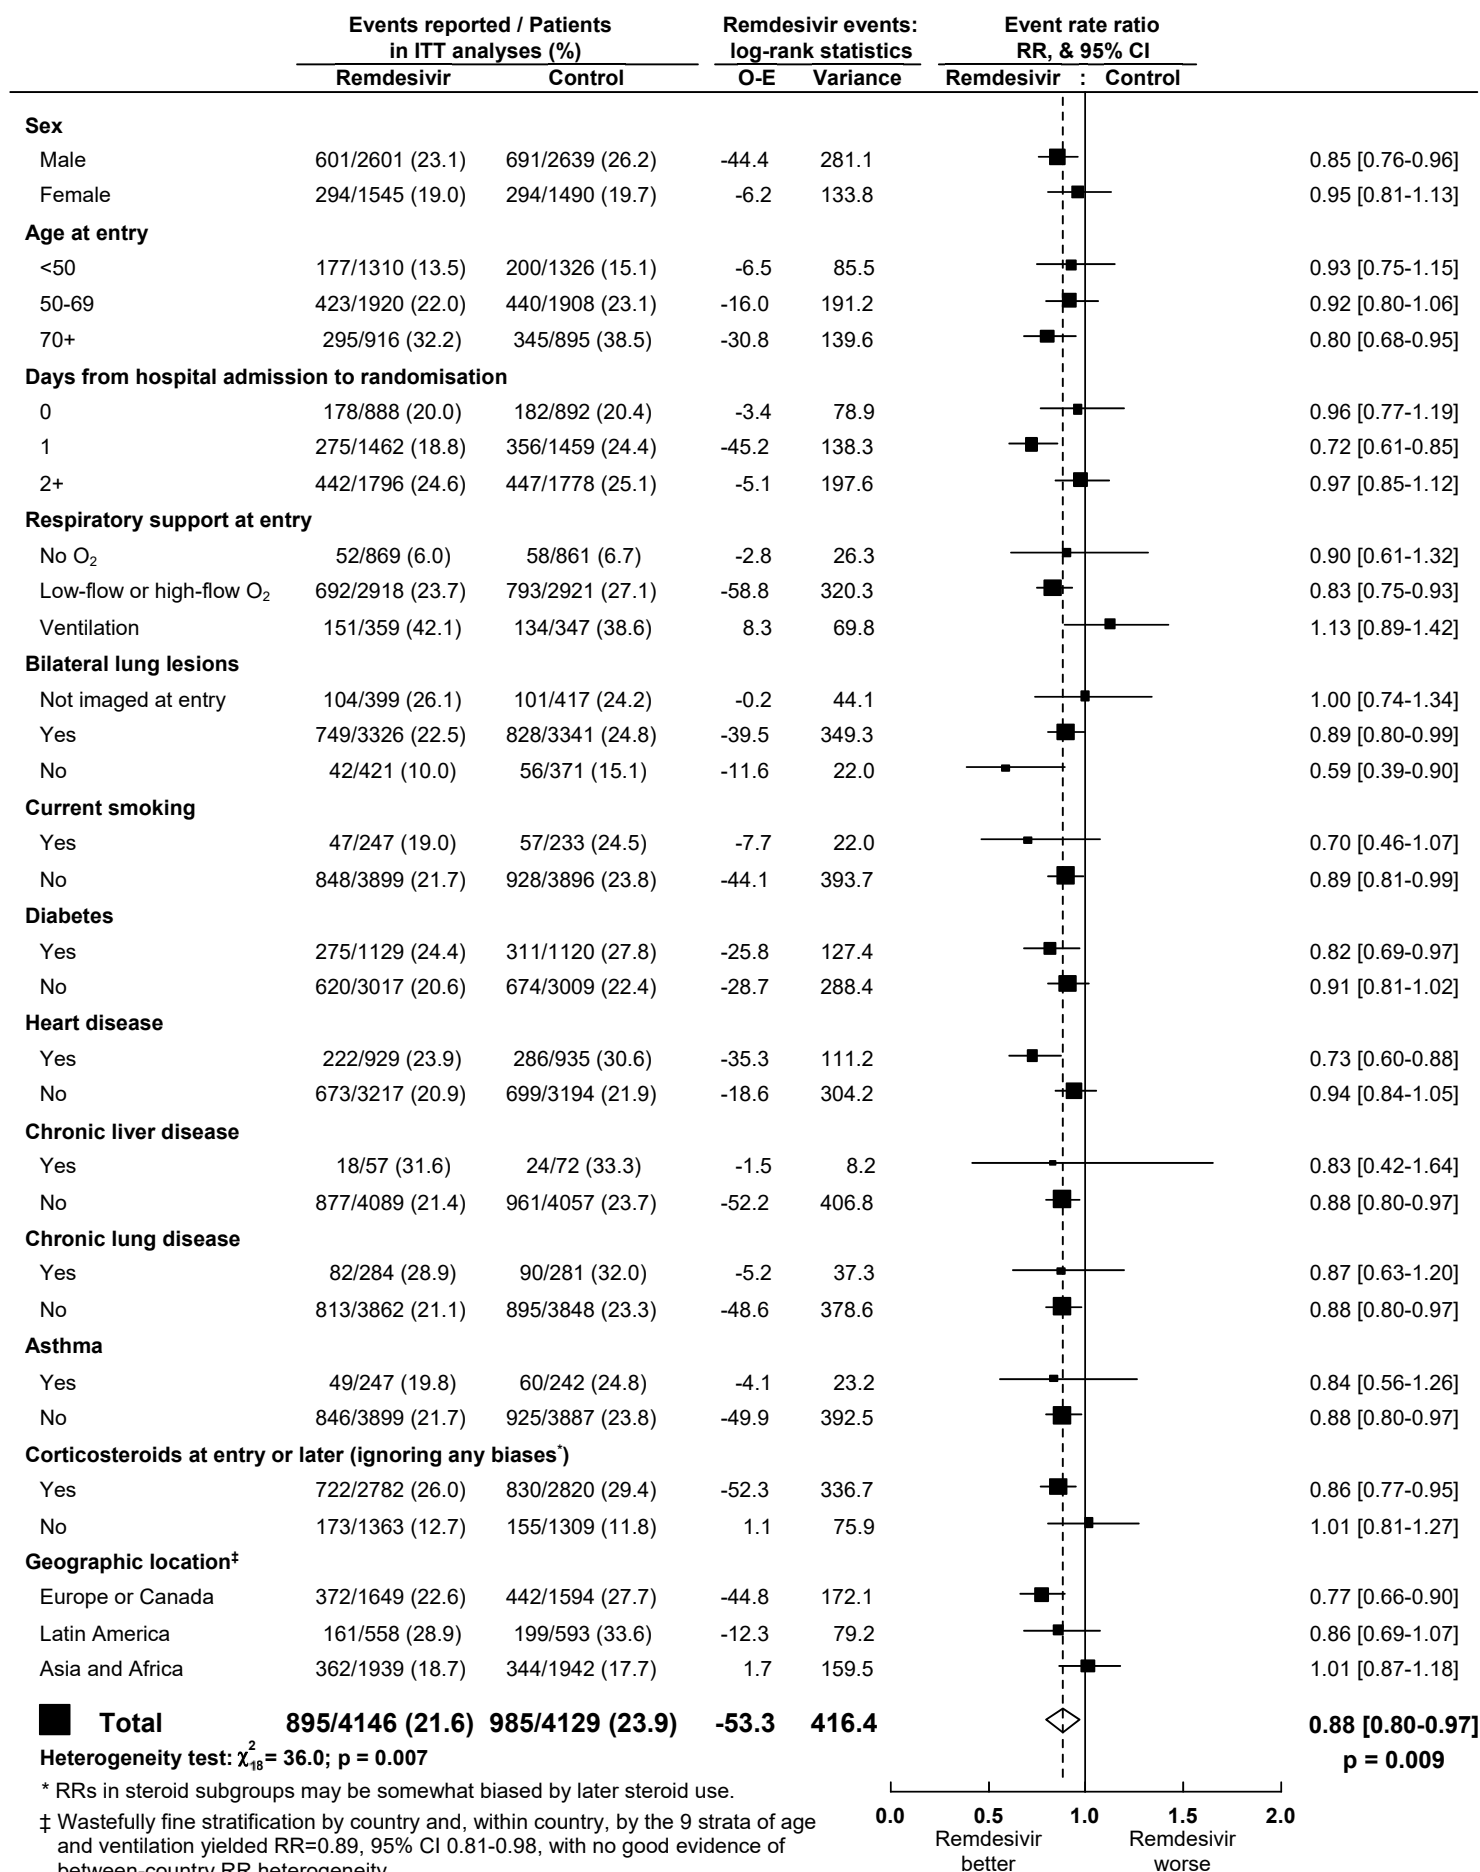 Events reported / Patients in ITT analyses (%) Remdesivir events: log-rank statistics Event rate ratio RR, & 95% CI
Remdesivir Control O-E Variance Remdesivir : Control
Sex
Male 601/2601 (23.1) 691/2639 (26.2) -44.4 281.1 0.85 [0.76-0.96]
Female 294/1545 (19.0) 294/1490 (19.7) -6.2 133.8 0.95 [0.81-1.13]
Age at entry
<50 177/1310 (13.5) 200/1326 (15.1) -6.5 85.5 0.93 [0.75-1.15]
50-69 423/1920 (22.0) 440/1908 (23.1) -16.0 191.2 0.92 [0.80-1.06]
70+ 295/916 (32.2) 345/895 (38.5) -30.8 139.6 0.80 [0.68-0.95]
Days from hospital admission to randomisation
0 178/888 (20.0) 182/892 (20.4) -3.4 78.9 0.96 [0.77-1.19]
1 275/1462 (18.8) 356/1459 (24.4) -45.2 138.3 0.72 [0.61-0.85]
2+ 442/1796 (24.6) 447/1778 (25.1) -5.1 197.6 0.97 [0.85-1.12]
Respiratory support at entry
No O₂ 52/869 (6.0) 58/861 (6.7) -2.8 26.3 0.90 [0.61-1.32]
Low-flow or high-flow O₂ 692/2918 (23.7) 793/2921 (27.1) -58.8 320.3 0.83 [0.75-0.93]
Ventilation 151/359 (42.1) 134/347 (38.6) 8.3 69.8 1.13 [0.89-1.42]
Bilateral lung lesions
Not imaged at entry 104/399 (26.1) 101/417 (24.2) -0.2 44.1 1.00 [0.74-1.34]
Yes 749/3326 (22.5) 828/3341 (24.8) -39.5 349.3 0.89 [0.80-0.99]
No 42/421 (10.0) 56/371 (15.1) -11.6 22.0 0.59 [0.39-0.90]
Current smoking
Yes 47/247 (19.0) 57/233 (24.5) -7.7 22.0 0.70 [0.46-1.07]
No 848/3899 (21.7) 928/3896 (23.8) -44.1 393.7 0.89 [0.81-0.99]
Diabetes
Yes 275/1129 (24.4) 311/1120 (27.8) -25.8 127.4 0.82 [0.69-0.97]
No 620/3017 (20.6) 674/3009 (22.4) -28.7 288.4 0.91 [0.81-1.02]
Heart disease
Yes 222/929 (23.9) 286/935 (30.6) -35.3 111.2 0.73 [0.60-0.88]
No 673/3217 (20.9) 699/3194 (21.9) -18.6 304.2 0.94 [0.84-1.05]
Chronic liver disease
Yes 18/57 (31.6) 24/72 (33.3) -1.5 8.2 0.83 [0.42-1.64]
No 877/4089 (21.4) 961/4057 (23.7) -52.2 406.8 0.88 [0.80-0.97]
Chronic lung disease
Yes 82/284 (28.9) 90/281 (32.0) -5.2 37.3 0.87 [0.63-1.20]
No 813/3862 (21.1) 895/3848 (23.3) -48.6 378.6 0.88 [0.80-0.97]
Asthma
Yes 49/247 (19.8) 60/242 (24.8) -4.1 23.2 0.84 [0.56-1.26]
No 846/3899 (21.7) 925/3887 (23.8) -49.9 392.5 0.88 [0.80-0.97]
Corticosteroids at entry or later (ignoring any biases*)
Yes 722/2782 (26.0) 830/2820 (29.4) -52.3 336.7 0.86 [0.77-0.95]
No 173/1363 (12.7) 155/1309 (11.8) 1.1 75.9 1.01 [0.81-1.27]
Geographic location‡
Europe or Canada 372/1649 (22.6) 442/1594 (27.7) -44.8 172.1 0.77 [0.66-0.90]
Latin America 161/558 (28.9) 199/593 (33.6) -12.3 79.2 0.86 [0.69-1.07]
Asia and Africa 362/1939 (18.7) 344/1942 (17.7) 1.7 159.5 1.01 [0.87-1.18]
Total 895/4146 (21.6) 985/4129 (23.9) -53.3 416.4 0.88 [0.80-0.97]
Heterogeneity test: χ²₁₈ = 36.0; p = 0.007 p = 0.009
* RRs in steroid subgroups may be somewhat biased by later steroid use.
‡ Wastefully fine stratification by country and, within country, by the 9 strata of age
and ventilation yielded RR=0.89, 95% CI 0.81-0.98, with no good evidence of
between-country RR heterogeneity
0.0 0.5 1.0 1.5 2.0
Remdesivir better Remdesivir worse